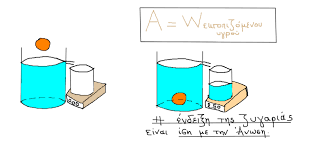 Α = W εκτοπιζόμενου
υγρού
Η ένδειξη της ζυγαριάς
είναι ίση με την Άνωση.